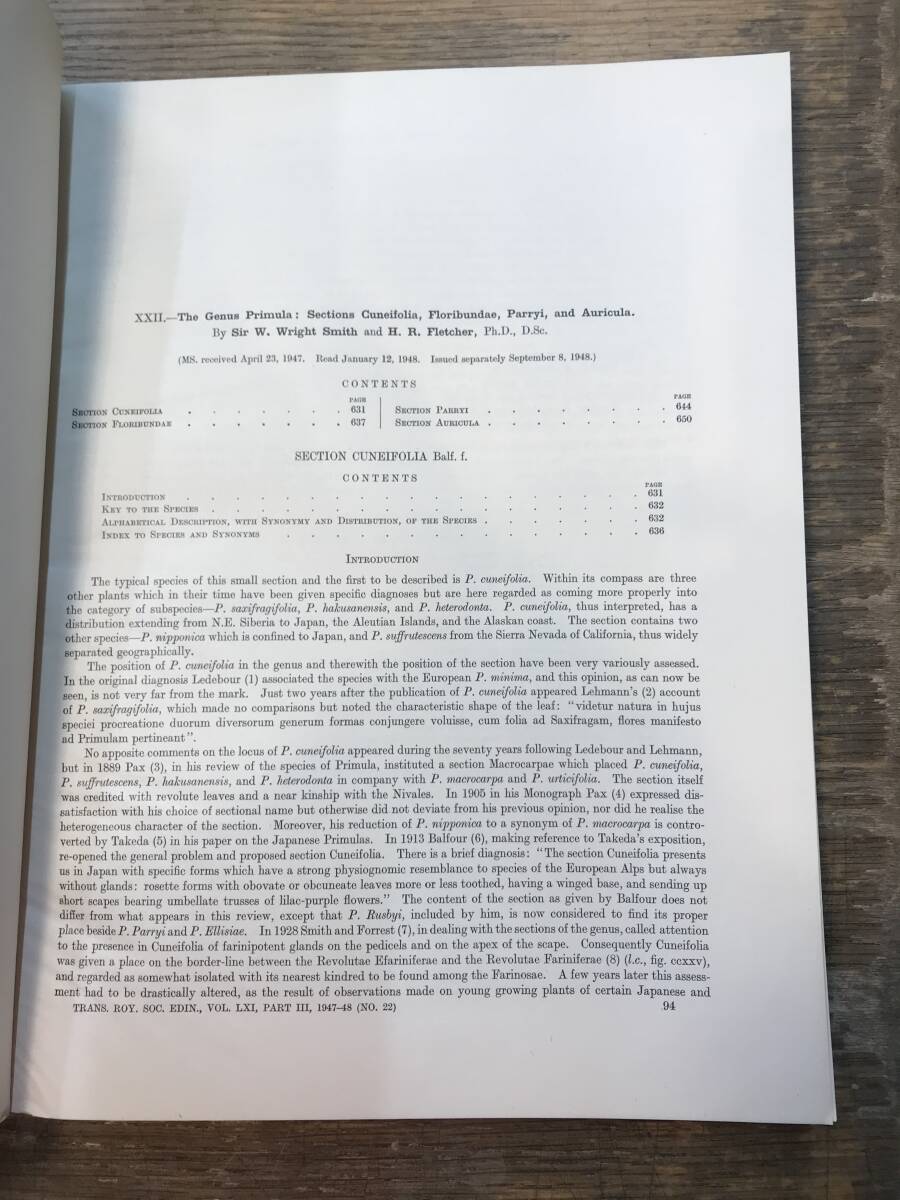 XXII.—The Genus Primula: Sections Cuneifolia, Floribundae, Parryi, and Auricula.
By Sir W. Wright Smith and H. R. Fletcher, Ph.D., D.Sc.
(MS. received April 23, 1947. Read January 12, 1948. Issued separately September 8, 1948.)
CONTENTS
PAGE
Section Cuneifolia . . . . . . . 631
Section Floribundae . . . . . . . 637
PAGE
Section Parryi . . . . . . . 644
Section Auricula . . . . . . . 650
SECTION CUNEIFOLIA Balf. f.
CONTENTS
PAGE
Introduction . . . . . . . . . . . . . . . . . . 631
Key to the Species . . . . . . . . . . . . . . . . . 632
Alphabetical Description, with Synonymy and Distribution, of the Species . . . . . . . 632
Index to Species and Synonyms . . . . . . . . . . . . . . 636
Introduction
The typical species of this small section and the first to be described is P. cuneifolia. Within its compass are three
other plants which in their time have been given specific diagnoses but are here regarded as coming more properly into
the category of subspecies—P. saxifragifolia, P. hakusanensis, and P. heterodonta. P. cuneifolia, thus interpreted, has a
distribution extending from N.E. Siberia to Japan, the Aleutian Islands, and the Alaskan coast. The section contains two
other species—P. nipponica which is confined to Japan, and P. suffrutescens from the Sierra Nevada of California, thus widely
separated geographically.
The position of P. cuneifolia in the genus and therewith the position of the section have been very variously assessed.
In the original diagnosis Ledebour (1) associated the species with the European P. minima, and this opinion, as can now be
seen, is not very far from the mark. Just two years after the publication of P. cuneifolia appeared Lehmann's (2) account
of P. saxifragifolia, which made no comparisons but noted the characteristic shape of the leaf: "videtur natura in hujus
speciei procreatione duorum diversorum generum formas conjungere voluisse, cum folia ad Saxifragam, flores manifesto
ad Primulam pertineant".
No apposite comments on the locus of P. cuneifolia appeared during the seventy years following Ledebour and Lehmann,
but in 1889 Pax (3), in his review of the species of Primula, instituted a section Macrocarpae which placed P. cuneifolia,
P. suffrutescens, P. hakusanensis, and P. heterodonta in company with P. macrocarpa and P. urticifolia. The section itself
was credited with revolute leaves and a near kinship with the Nivales. In 1905 in his Monograph Pax (4) expressed dis-
satisfaction with his choice of sectional name but otherwise did not deviate from his previous opinion, nor did he realise the
heterogeneous character of the section. Moreover, his reduction of P. nipponica to a synonym of P. macrocarpa is contro-
verted by Takeda (5) in his paper on the Japanese Primulas. In 1913 Balfour (6), making reference to Takeda's exposition,
re-opened the general problem and proposed section Cuneifolia. There is a brief diagnosis: "The section Cuneifolia presents
us in Japan with specific forms which have a strong physiognomic resemblance to species of the European Alps but always
without glands: rosette forms with obovate or obcuneate leaves more or less toothed, having a winged base, and sending up
short scapes bearing umbellate trusses of lilac-purple flowers." The content of the section as given by Balfour does not
differ from what appears in this review, except that P. Rusbyi, included by him, is now considered to find its proper
place beside P. Parryi and P. Ellisiae. In 1928 Smith and Forrest (7), in dealing with the sections of the genus, called attention
to the presence in Cuneifolia of farinipotent glands on the pedicels and on the apex of the scape. Consequently Cuneifolia
was given a place on the border-line between the Revolutae Efariniferae and the Revolutae Fariniferae (8) (l.c., fig. ccxxv),
and regarded as somewhat isolated with its nearest kindred to be found among the Farinosae. A few years later this assess-
ment had to be drastically altered, as the result of observations made on young growing plants of certain Japanese and
TRANS. ROY. SOC. EDIN., VOL. LXI, PART III, 1947–48 (NO. 22) 94